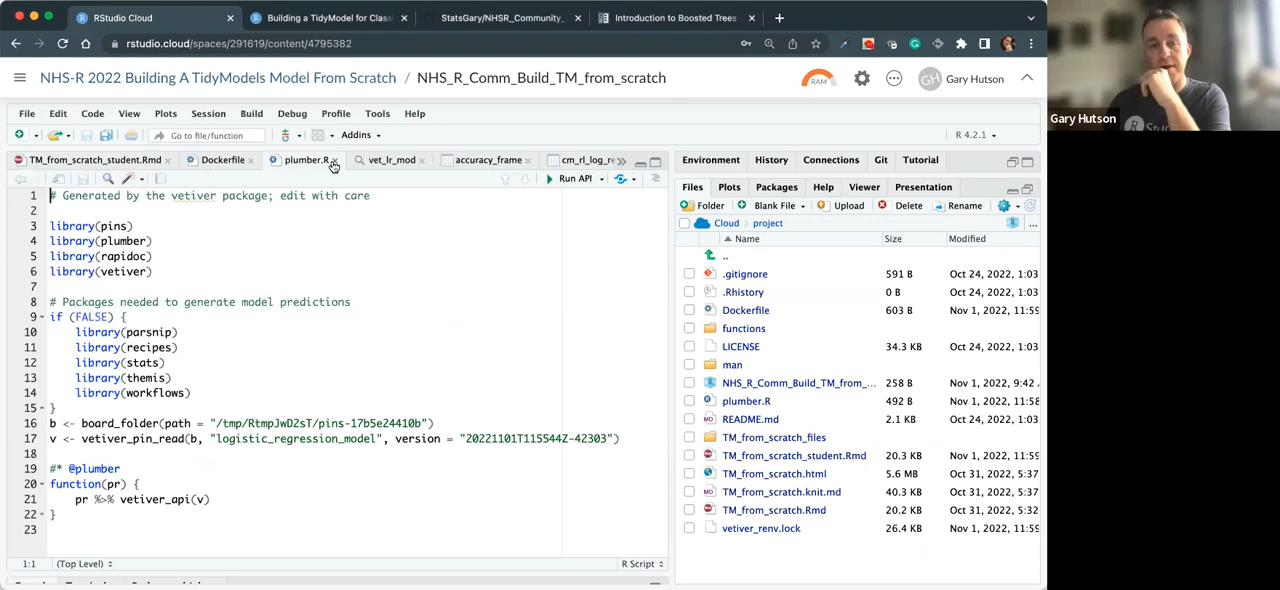 RStudio Cloud
Building a TidyModel for Class
StatsGary/NHSR_Community_
Introduction to Boosted Trees
rstudio.cloud/spaces/291619/content/4795382
NHS-R 2022 Building A TidyModels Model From Scratch / NHS_R_Comm_Build_TM_from_scratch
RAM
GH Gary Hutson
File Edit Code View Plots Session Build Debug Profile Tools Help
Go to file/function
Addins
R 4.2.1
TM_from_scratch_student.Rmd
Dockerfile
plumber.R
vet_lr_mod
accuracy_frame
cm_rl_log_re
Run API
1 # Generated by the vetiver package; edit with care
2
3 library(pins)
4 library(plumber)
5 library(rapidoc)
6 library(vetiver)
7
8 # Packages needed to generate model predictions
9 if (FALSE) {
10 library(parsnip)
11 library(recipes)
12 library(stats)
13 library(themis)
14 library(workflows)
15 }
16 b <- board_folder(path = "/tmp/RtmpJwD2sT/pins-17b5e24410b")
17 v <- vetiver_pin_read(b, "logistic_regression_model", version = "20221101T115544Z-42303")
18
19 #* @plumber
20 function(pr) {
21 pr %>% vetiver_api(v)
22 }
23
1:1 (Top Level) R Script
Environment History Connections Git Tutorial
Files Plots Packages Help Viewer Presentation
Folder Blank File Upload Delete Rename
Cloud project ...
Name Size Modified
..
.gitignore 591 B Oct 24, 2022, 1:03
.Rhistory 0 B Oct 24, 2022, 1:03
Dockerfile 603 B Nov 1, 2022, 11:59
functions
LICENSE 34.3 KB Oct 24, 2022, 1:03
man
NHS_R_Comm_Build_TM_from_... 258 B Nov 1, 2022, 9:42
plumber.R 492 B Nov 1, 2022, 11:58
README.md 2.1 KB Oct 24, 2022, 1:03
TM_from_scratch_files
TM_from_scratch_student.Rmd 20.3 KB Nov 1, 2022, 11:59
TM_from_scratch.html 5.6 MB Oct 31, 2022, 5:37
TM_from_scratch.knit.md 40.3 KB Oct 31, 2022, 5:37
TM_from_scratch.Rmd 20.2 KB Oct 31, 2022, 5:32
vetiver_renv.lock 26.4 KB Nov 1, 2022, 11:59
Gary Hutson